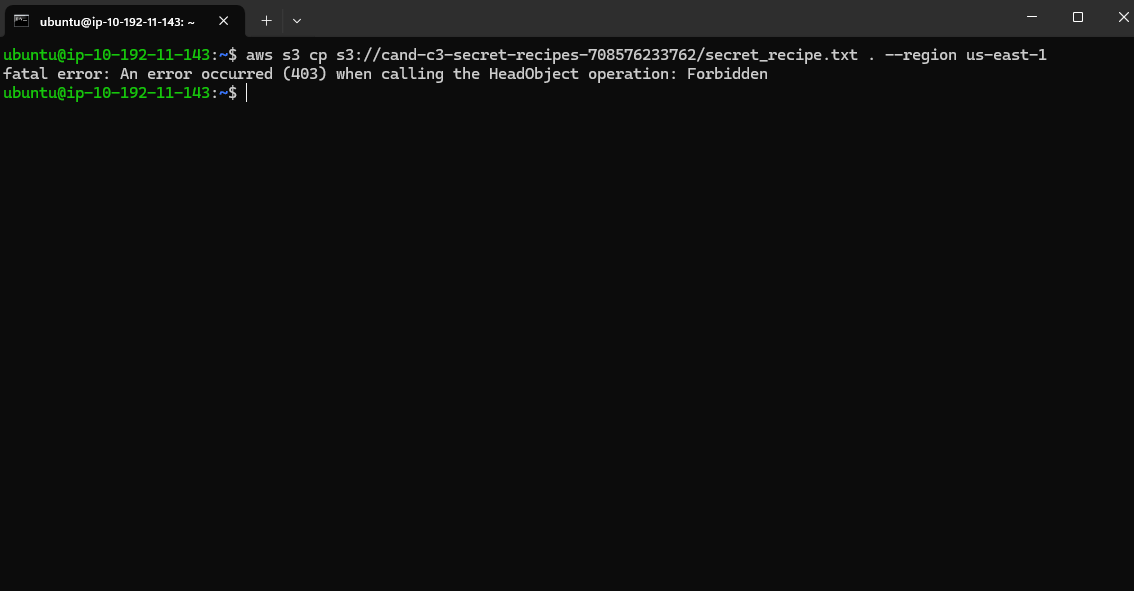 ubuntu@ip-10-192-11-143: ~
ubuntu@ip-10-192-11-143:~$ aws s3 cp s3://cand-c3-secret-recipes-708576233762/secret_recipe.txt . --region us-east-1
fatal error: An error occurred (403) when calling the HeadObject operation: Forbidden
ubuntu@ip-10-192-11-143:~$